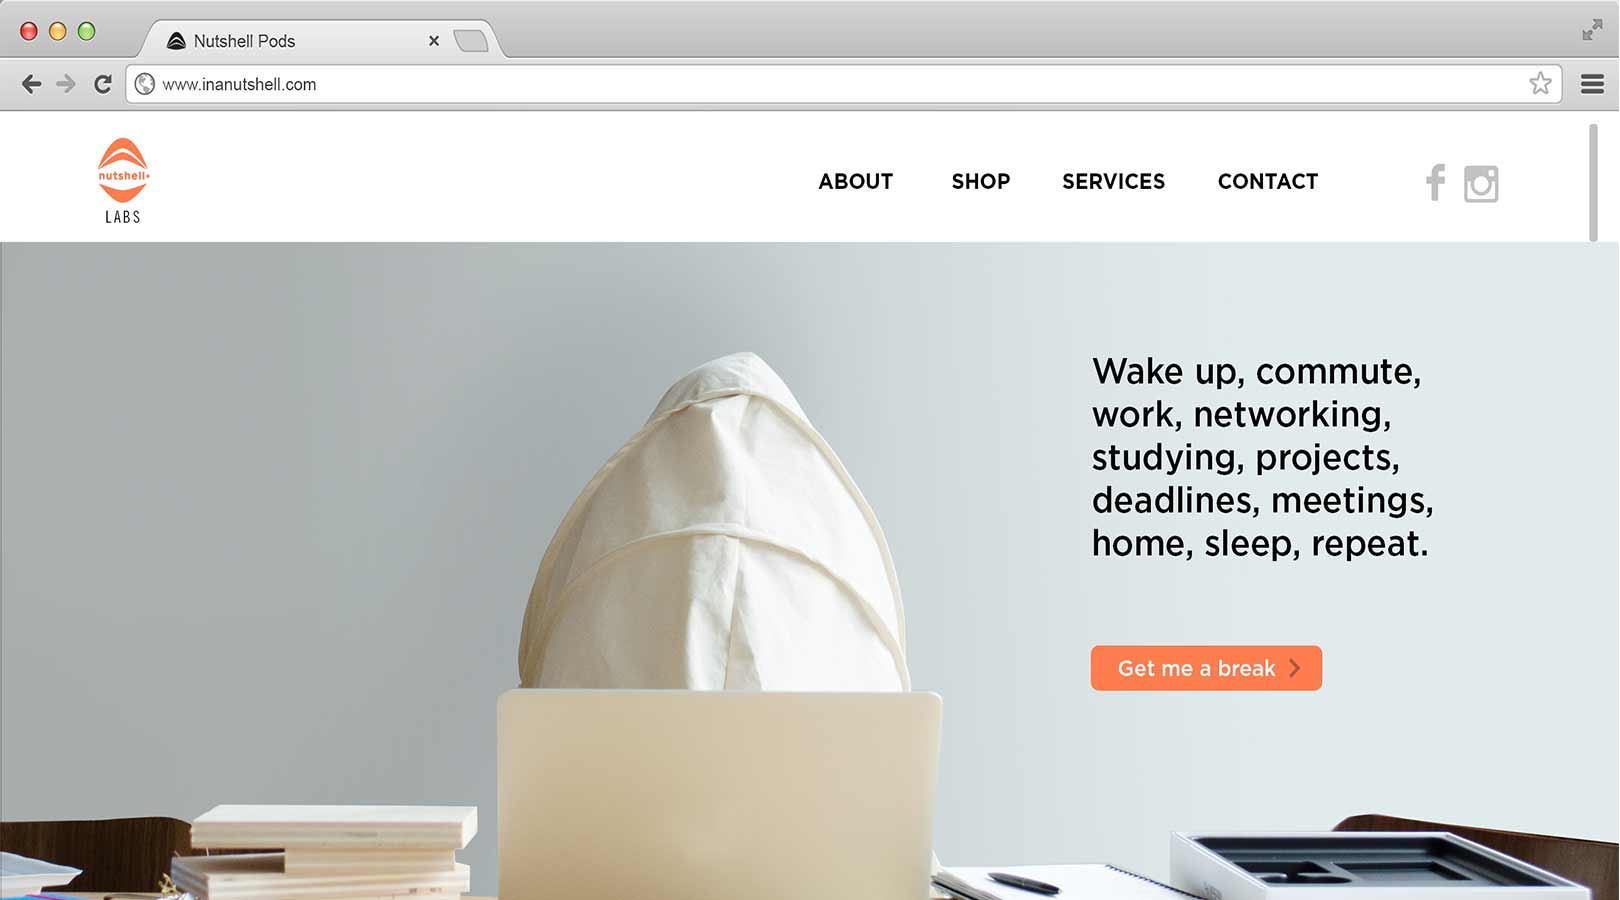 Nutshell Pods
www.inanutshell.com
nutshell
LABS
ABOUT SHOP SERVICES CONTACT
Wake up, commute,
work, networking,
studying, projects,
deadlines, meetings,
home, sleep, repeat.
Get me a break